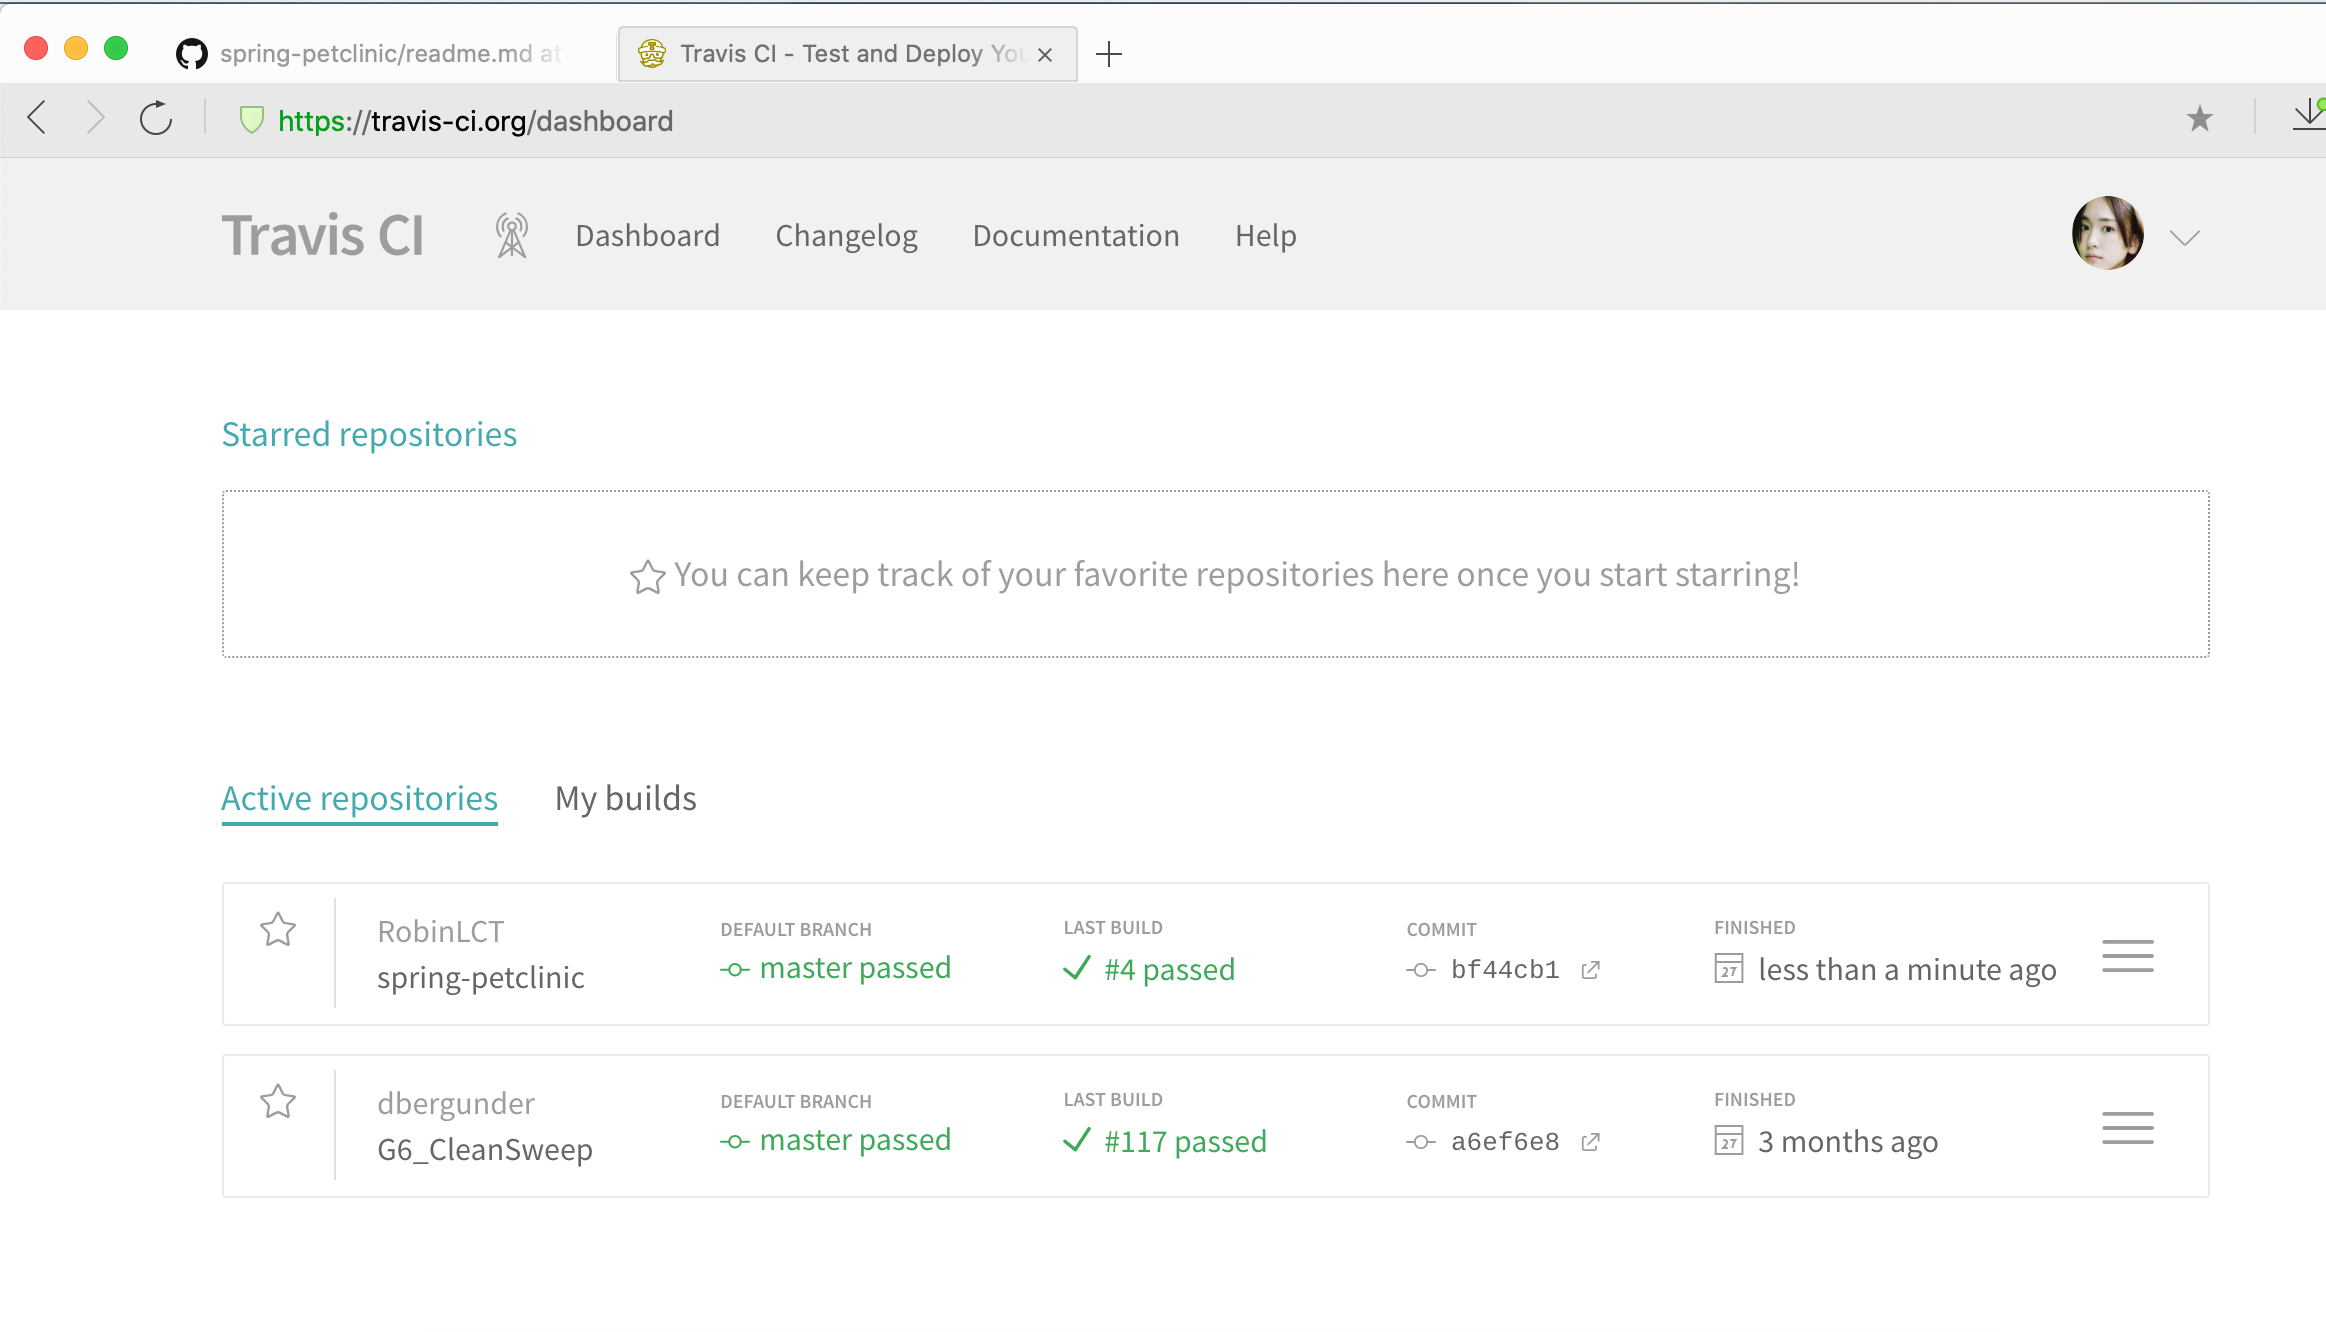 spring-petclinic/readme.md at
Travis CI - Test and Deploy You
https://travis-ci.org/dashboard
Travis CI Dashboard Changelog Documentation Help
Starred repositories
You can keep track of your favorite repositories here once you start starring!
Active repositories My builds
RobinLCT
spring-petclinic
DEFAULT BRANCH
master passed
LAST BUILD
#4 passed
COMMIT
bf44cb1
FINISHED
27 less than a minute ago
dbergunder
G6_CleanSweep
DEFAULT BRANCH
master passed
LAST BUILD
#117 passed
COMMIT
a6ef6e8
FINISHED
27 3 months ago